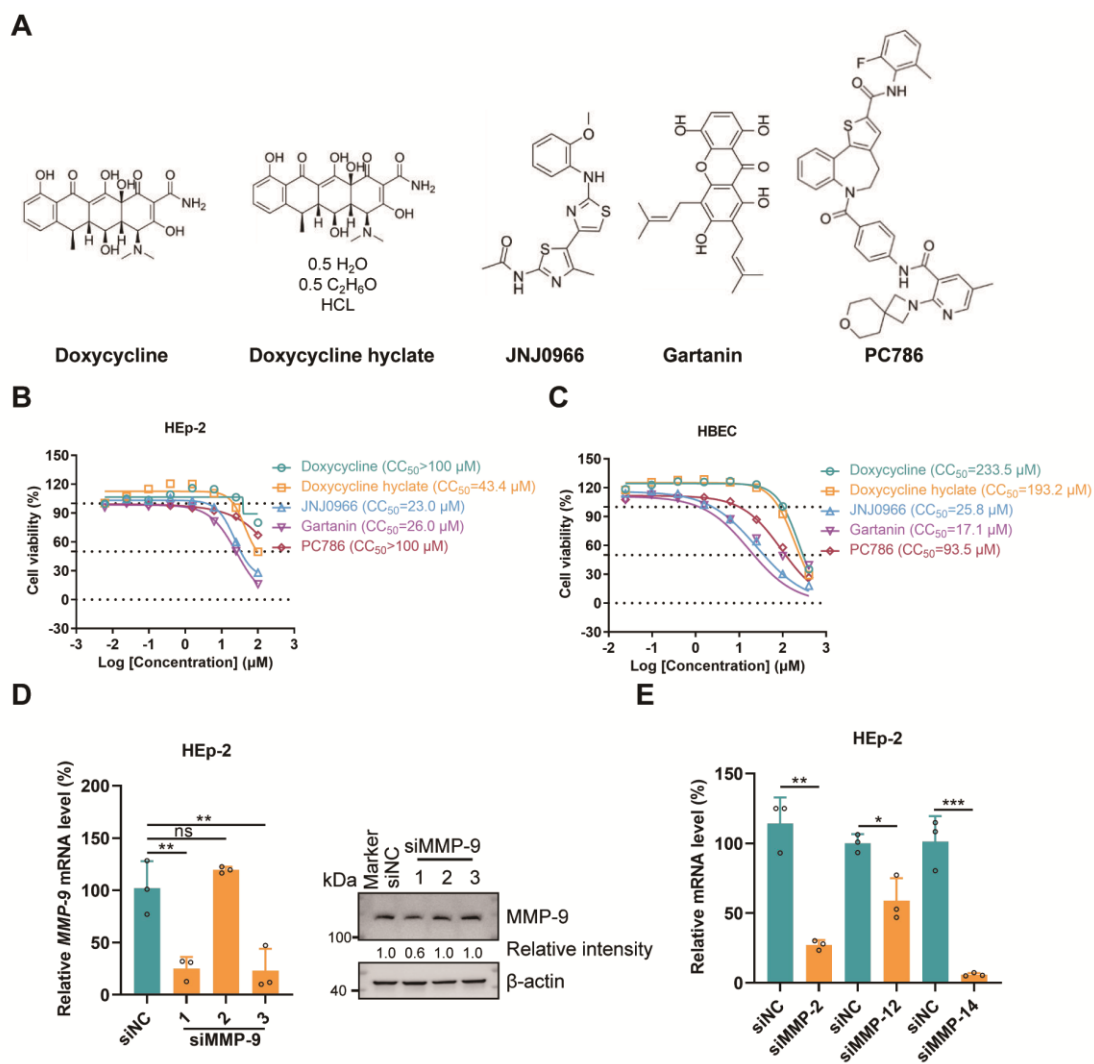 A
OH O OH O O
OH
NH2
H H
OH
OH
N
OH O OH O O
OH
NH2
H H
OH
OH
N
0.5 H2O
0.5 C2H6O
HCL
O
NH
N
S
O
S
N
H
N
OH OH
O
O
OH
HO
F
NH
O
S
N
O
NH
O
N
N
O
Doxycycline
Doxycycline hyclate
JNJ0966
Gartanin
PC786
B
HEp-2
Cell viability (%)
150
120
90
60
30
0
-30
-3 -2 -1 0 1 2 3
Log [Concentration] (μM)
Doxycycline (CC50>100 μM)
Doxycycline hyclate (CC50=43.4 μM)
JNJ0966 (CC50=23.0 μM)
Gartanin (CC50=26.0 μM)
PC786 (CC50>100 μM)
C
HBEC
Cell viability (%)
150
120
90
60
30
0
-30
-2 -1 0 1 2 3
Log [Concentration] (μM)
Doxycycline (CC50=233.5 μM)
Doxycycline hyclate (CC50=193.2 μM)
JNJ0966 (CC50=25.8 μM)
Gartanin (CC50=17.1 μM)
PC786 (CC50=93.5 μM)
D
HEp-2
Relative MMP-9 mRNA level (%)
200
150
100
50
0
**
ns
**
siNC 1 2 3
siMMP-9
Marker
siNC
siMMP-9
kDa 1 2 3
MMP-9
100
Relative intensity
1.0 0.6 1.0 1.0
β-actin
40
E
HEp-2
Relative mRNA level (%)
150
100
50
0
**
*
***
siNC
siMMP-2
siNC
siMMP-12
siNC
siMMP-14